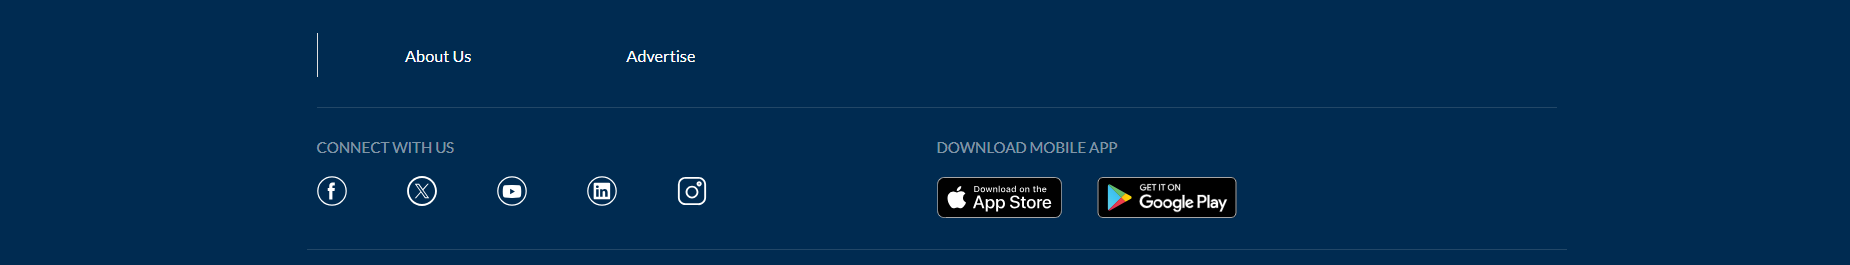 About Us Advertise
CONNECT WITH US
DOWNLOAD MOBILE APP
Download on the
App Store
GET IT ON
Google Play